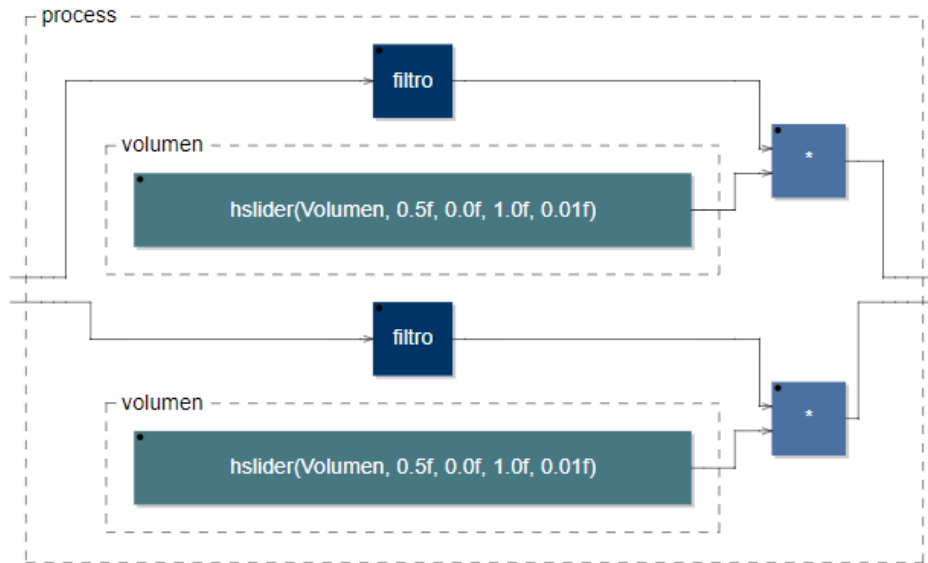 process
filtro
volumen
*
hslider(Volumen, 0.5f, 0.0f, 1.0f, 0.01f)
filtro
volumen
*
hslider(Volumen, 0.5f, 0.0f, 1.0f, 0.01f)